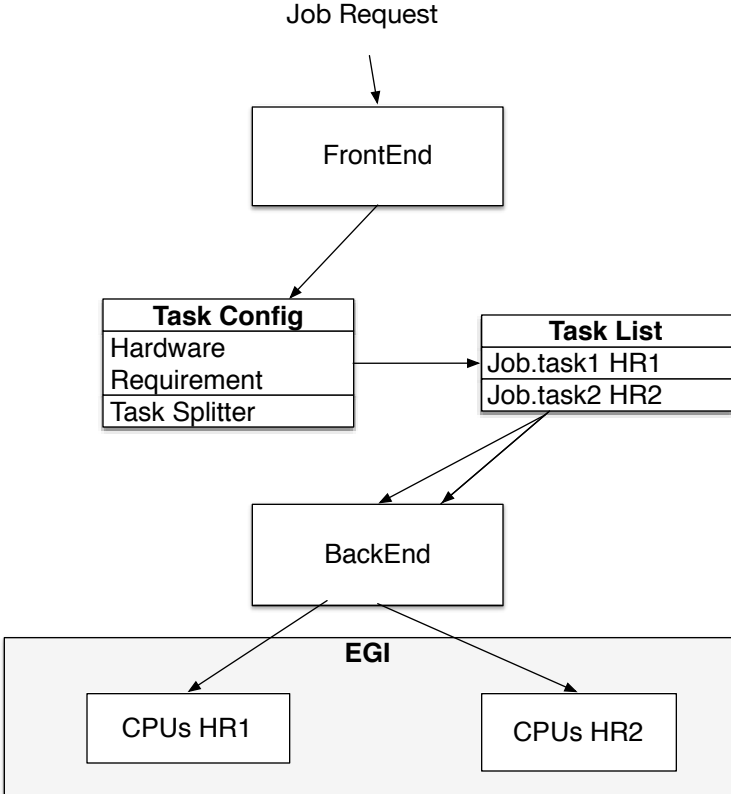 Job Request
FrontEnd
Task Config
Hardware
Requirement
Task Splitter
Task List
Job.task1 HR1
Job.task2 HR2
BackEnd
EGI
CPUs HR1
CPUs HR2